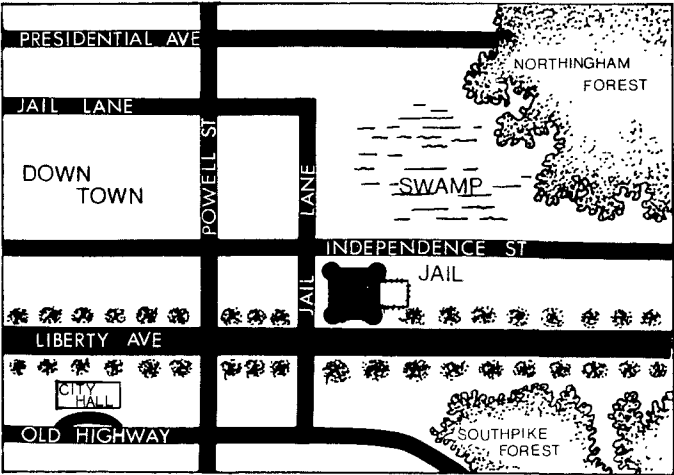 PRESIDENTIAL AVE
NORTHINGHAM
FOREST
JAIL LANE
POWELL ST
DOWN
TOWN
JAIL LANE
SWAMP
INDEPENDENCE ST
JAIL
LIBERTY AVE
CITY
HALL
OLD HIGHWAY
SOUTHPIKE
FOREST